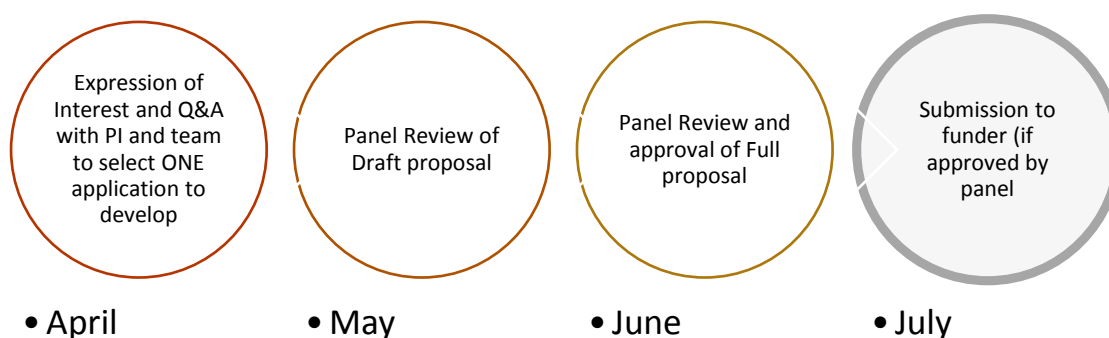 Expression of
Interest and Q&A
with PI and team
to select ONE
application to
develop
Panel Review of
Draft proposal
Panel Review and
approval of Full
proposal
Submission to
funder (if
approved by
panel
• April
• May
• June
• July